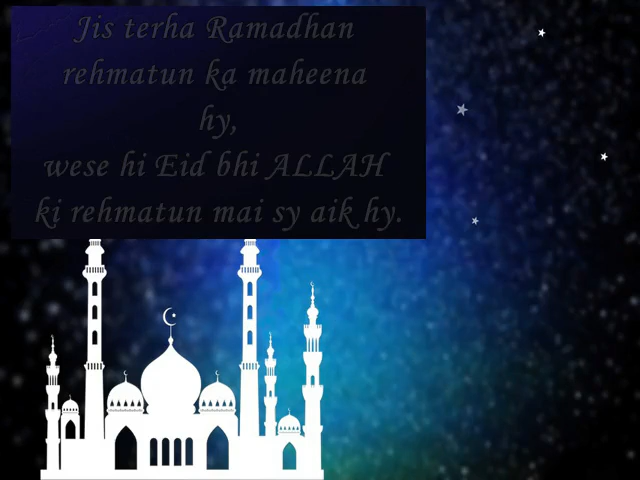 Jis terha Ramadhan
rehmatun ka maheena
hy,
wese hi Eid bhi ALLAH
ki rehmatun mai sy aik hy.